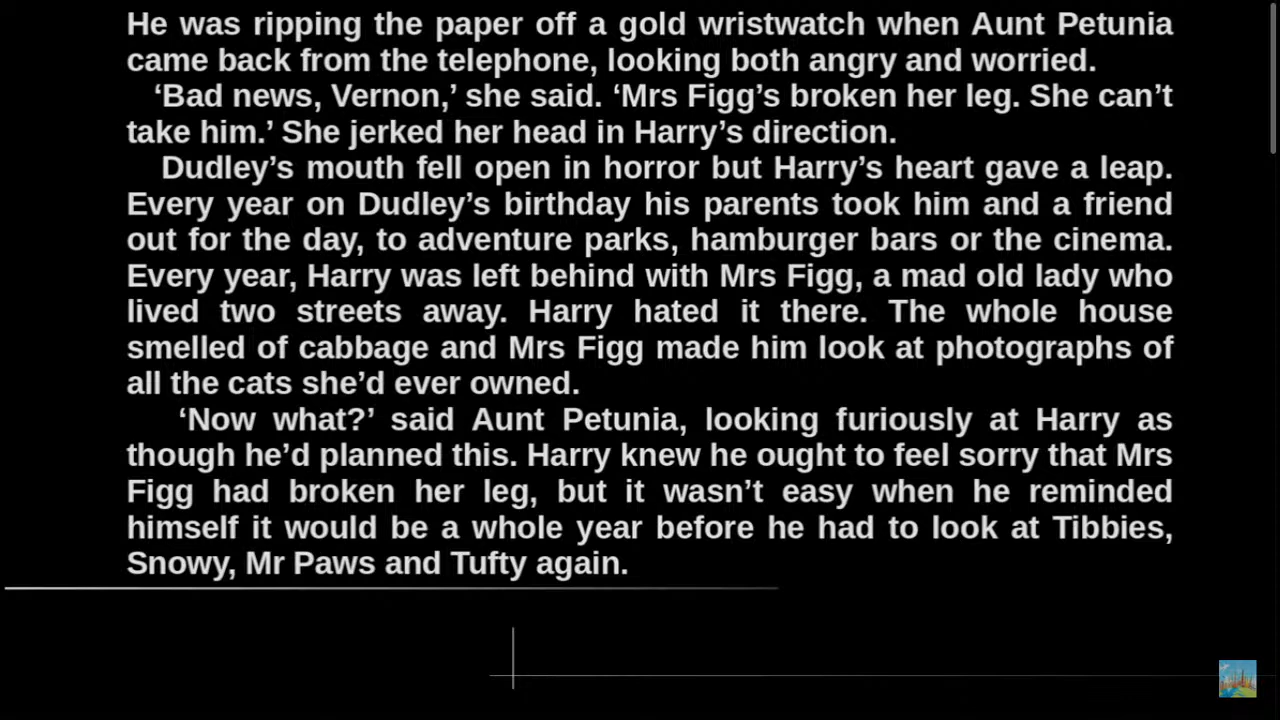 He was ripping the paper off a gold wristwatch when Aunt Petunia
came back from the telephone, looking both angry and worried.
‘Bad news, Vernon,’ she said. ‘Mrs Figg’s broken her leg. She can’t
take him.’ She jerked her head in Harry’s direction.
Dudley’s mouth fell open in horror but Harry’s heart gave a leap.
Every year on Dudley’s birthday his parents took him and a friend
out for the day, to adventure parks, hamburger bars or the cinema.
Every year, Harry was left behind with Mrs Figg, a mad old lady who
lived two streets away. Harry hated it there. The whole house
smelled of cabbage and Mrs Figg made him look at photographs of
all the cats she’d ever owned.
‘Now what?’ said Aunt Petunia, looking furiously at Harry as
though he’d planned this. Harry knew he ought to feel sorry that Mrs
Figg had broken her leg, but it wasn’t easy when he reminded
himself it would be a whole year before he had to look at Tibbies,
Snowy, Mr Paws and Tufty again.